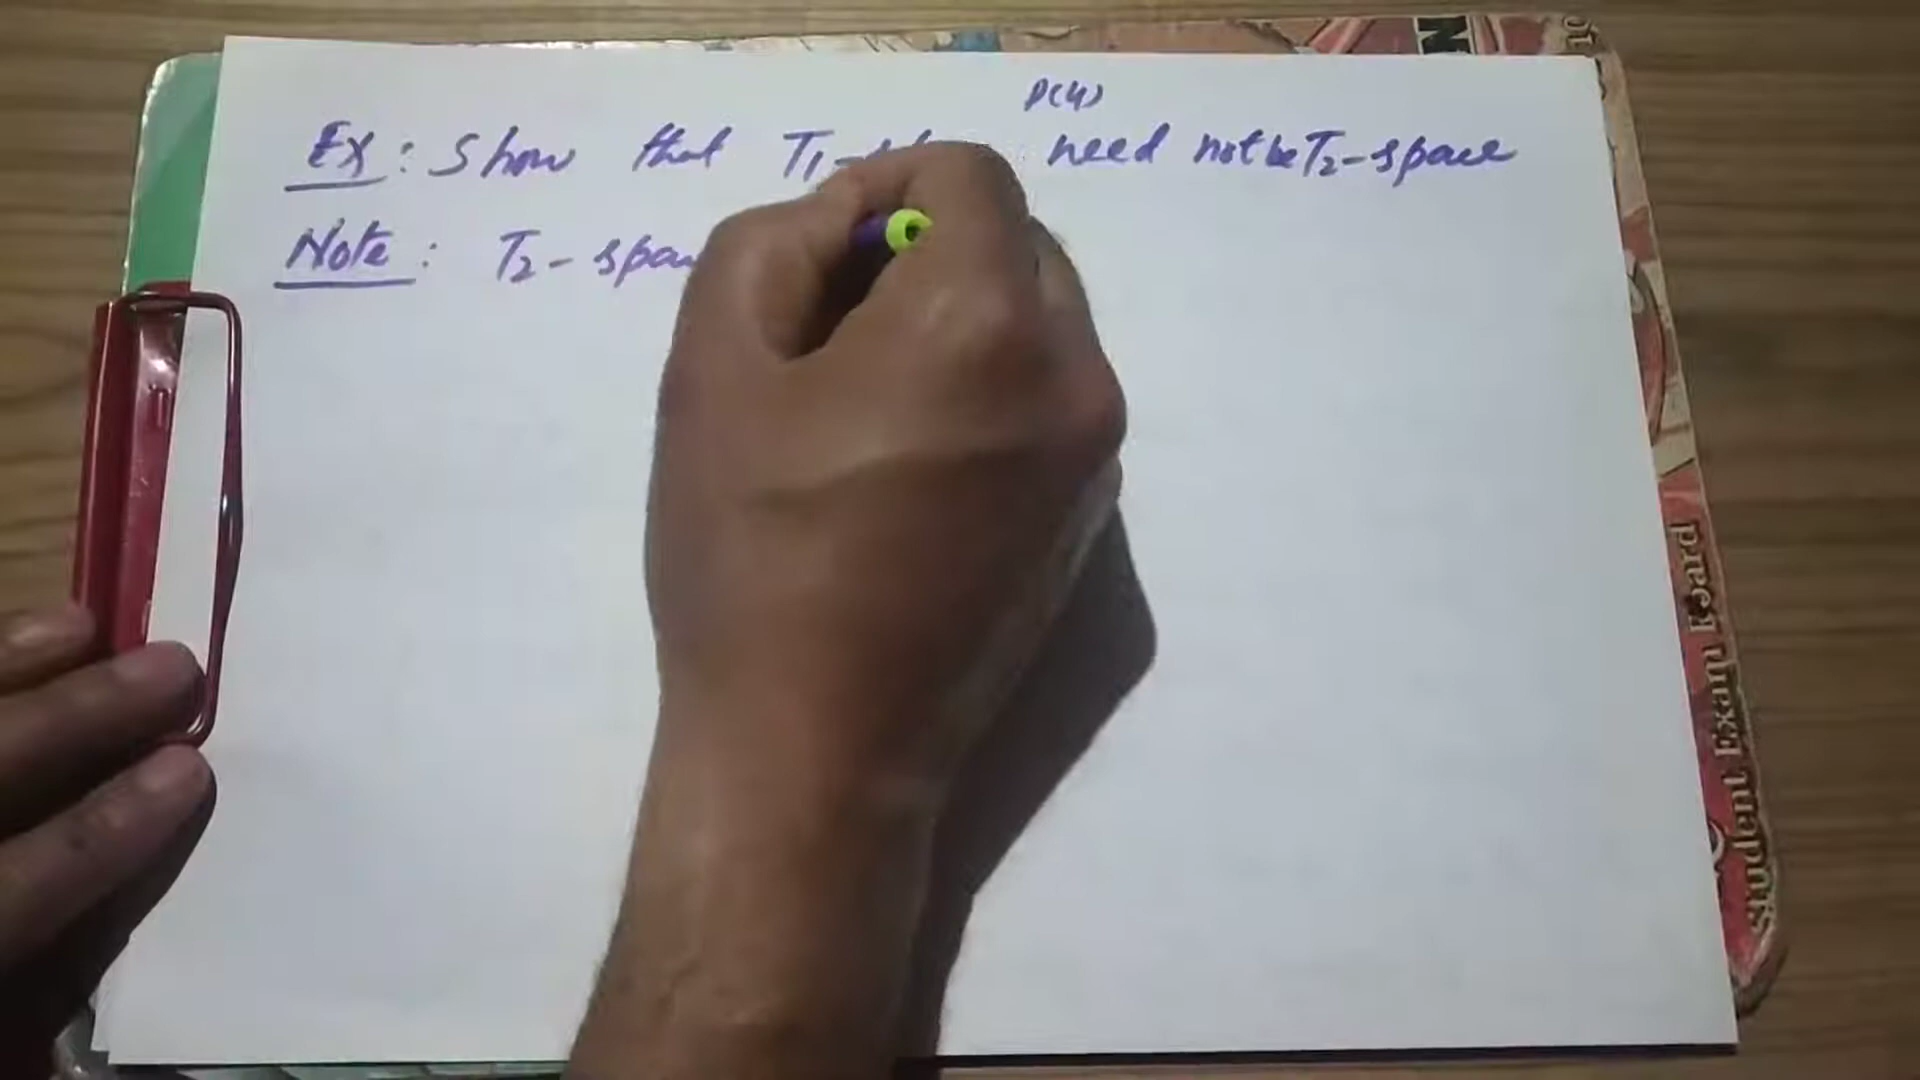 P(4)
Ex: Show that T1- need not be T2-space
Note: T2-
Student Exam Board